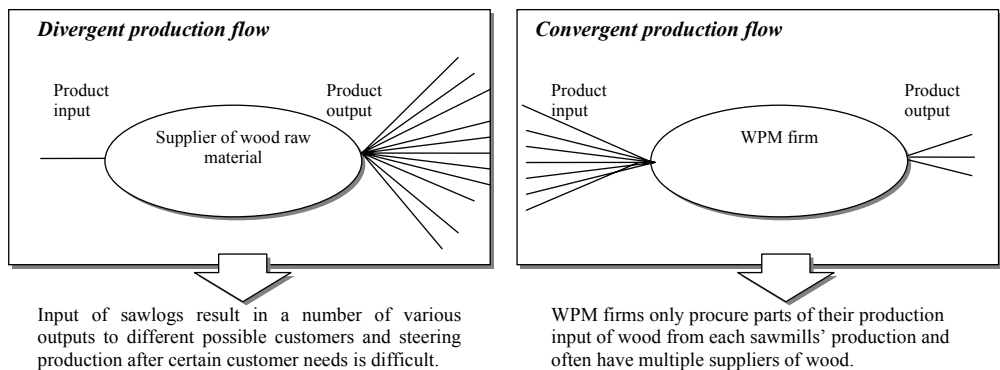 Divergent production flow
Product
input
Product
output
Supplier of wood raw
material
Input of sawlogs result in a number of various
outputs to different possible customers and steering
production after certain customer needs is difficult.
Convergent production flow
Product
input
Product
output
WPM firm
WPM firms only procure parts of their production
input of wood from each sawmills’ production and
often have multiple suppliers of wood.